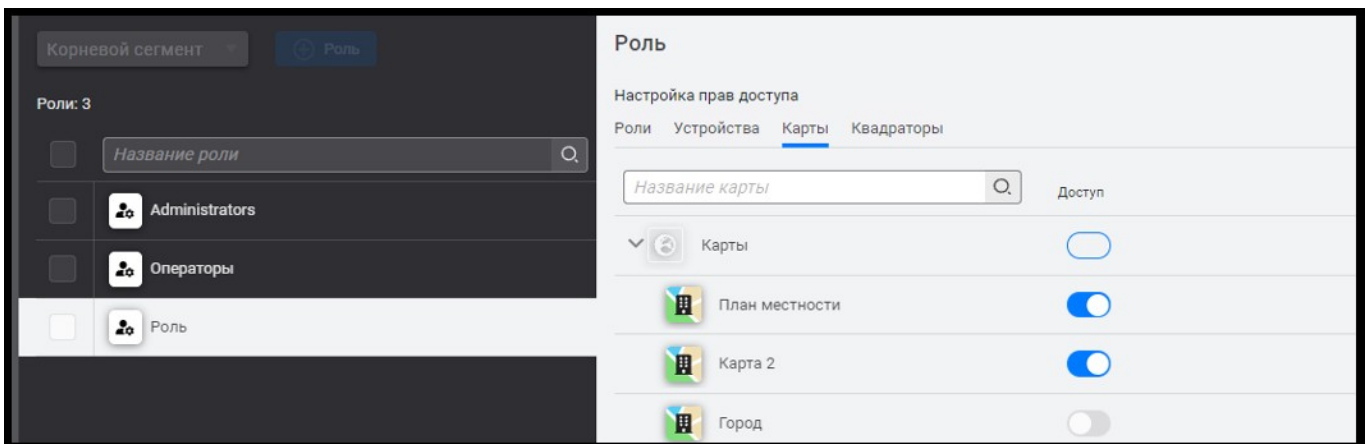 Корневой сегмент
Роль
Роли: 3
Название роли
Administrators
Операторы
Роль
Роль
Настройка прав доступа
Роли Устройства Карты Квадраторы
Название карты
Доступ
Карты
План местности
Карта 2
Город